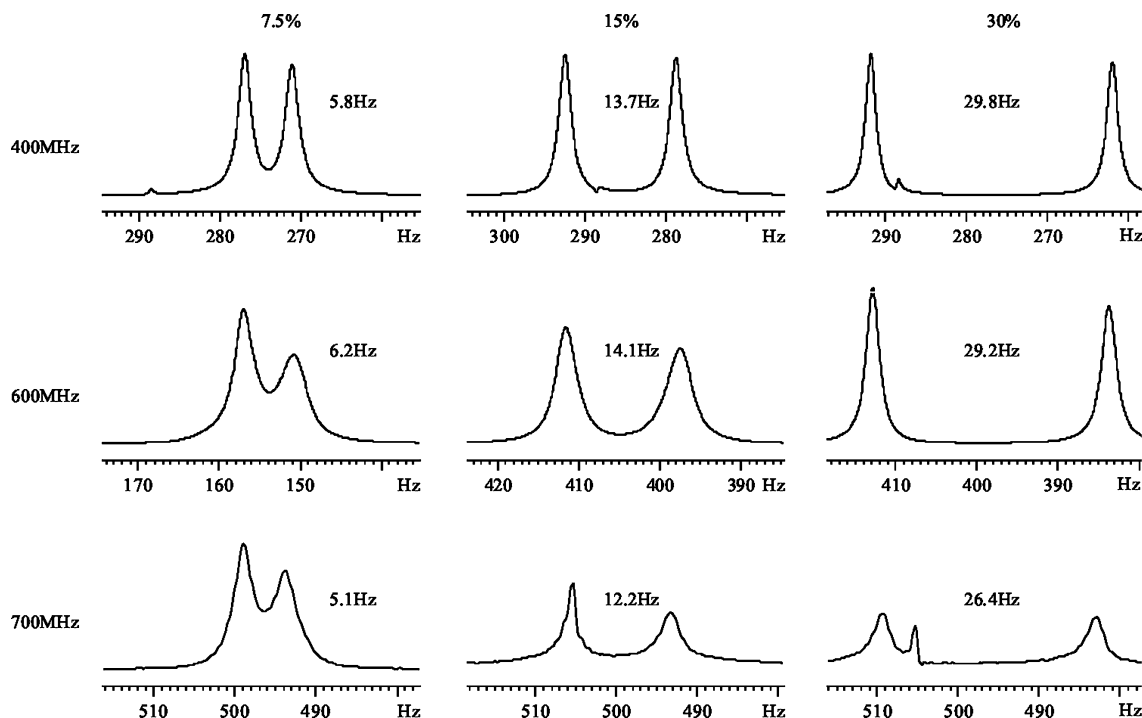 7.5% 15% 30%
400MHz 5.8Hz 13.7Hz 29.8Hz
290 280 270 Hz 300 290 280 Hz 290 280 270 Hz
600MHz 6.2Hz 14.1Hz 29.2Hz
170 160 150 Hz 420 410 400 390 Hz 410 400 390 Hz
700MHz 5.1Hz 12.2Hz 26.4Hz
510 500 490 Hz 510 500 490 Hz 510 500 490 Hz